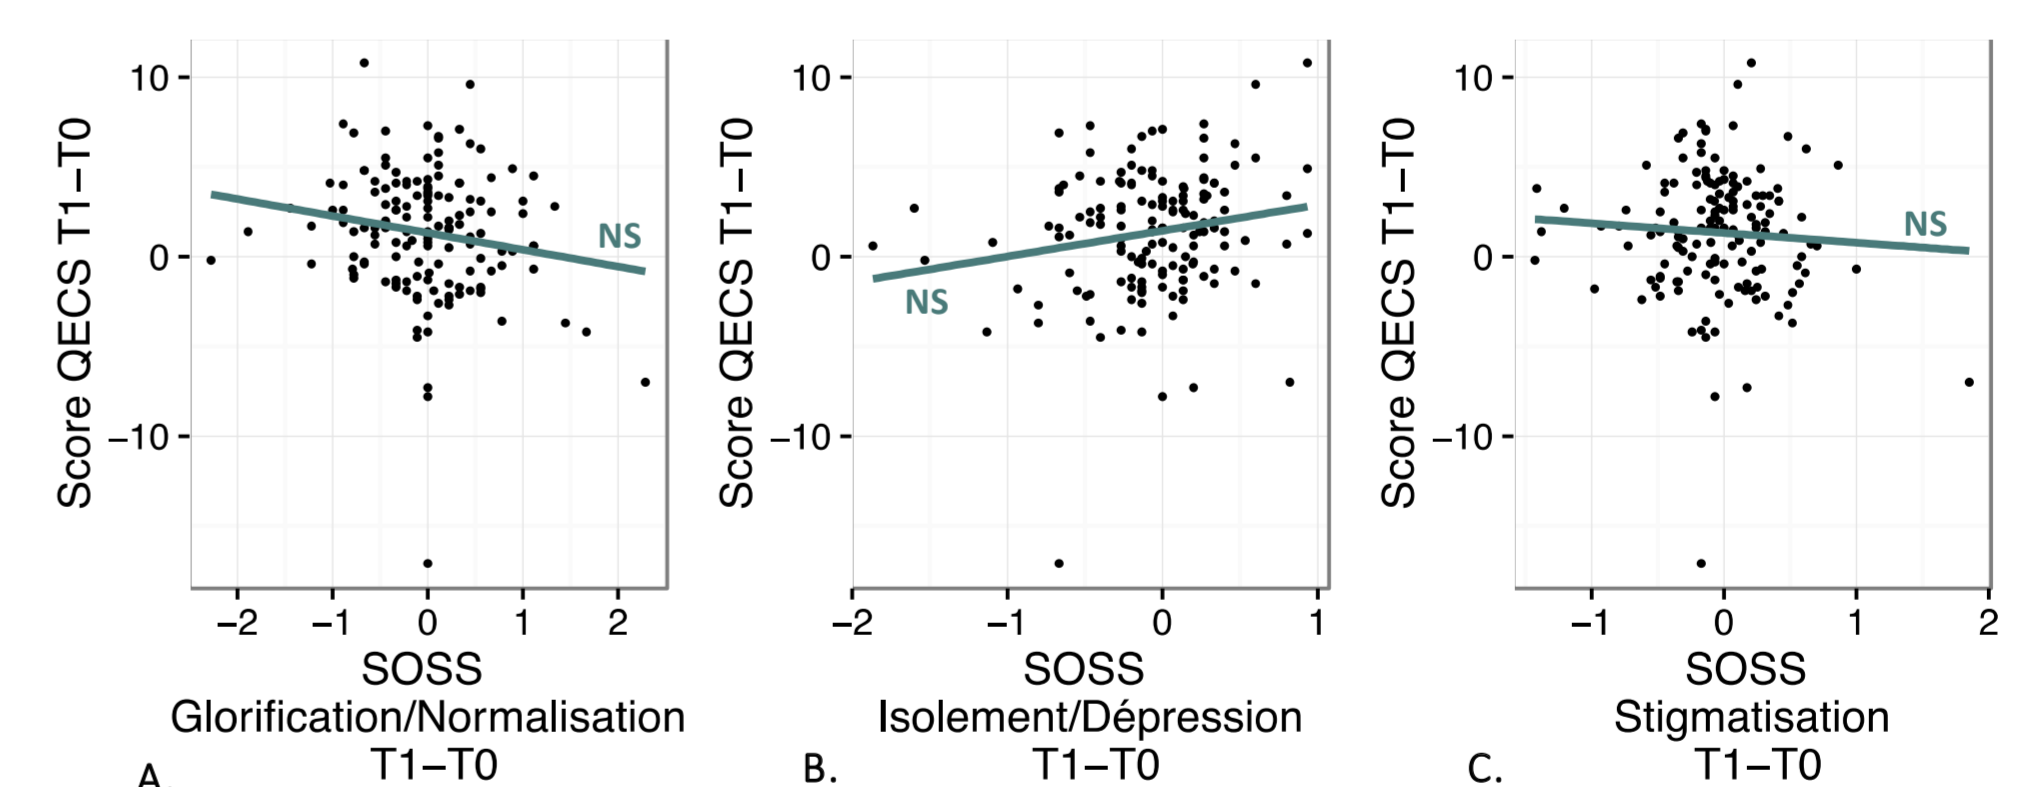 Score QECS T1−T0
10
0
−10
NS
−2
−1
0
1
2
SOSS
Glorification/Normalisation
T1−T0
A.
Score QECS T1−T0
10
0
−10
NS
−2
−1
0
1
SOSS
Isolement/Dépression
T1−T0
B.
Score QECS T1−T0
10
0
−10
NS
−1
0
1
2
SOSS
Stigmatisation
T1−T0
C.